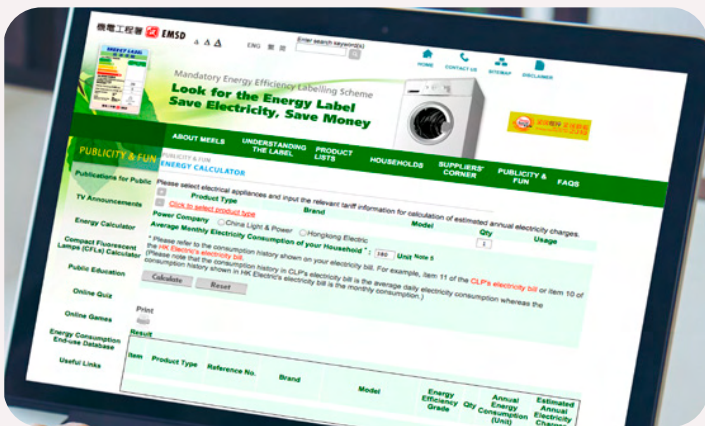 機電工程署 EMSD
A A A
ENG 繁 简
Enter search keyword(s)
HOME
CONTACT US
SITEMAP
DISCLAIMER
ENERGY LABEL
Mandatory Energy Efficiency Labelling Scheme
Look for the Energy Label
Save Electricity, Save Money
ABOUT MEELS
UNDERSTANDING THE LABEL
PRODUCT LISTS
HOUSEHOLDS
SUPPLIERS' CORNER
PUBLICITY & FUN
FAQS
PUBLICITY & FUN
Publications for Public
TV Announcements
Energy Calculator
Compact Fluorescent
Lamps (CFLs) Calculator
Public Education
Online Quiz
Online Games
Energy Consumption
End-use Database
Useful Links
PUBLICITY & FUN
ENERGY CALCULATOR
Please select electrical appliances and input the relevant tariff information for calculation of estimated annual electricity charges.
Product Type Brand Model Qty Usage
Click to select product type 1
Power Company China Light & Power Hongkong Electric
Average Monthly Electricity Consumption of your Household * : 380 Unit Note 5
* Please refer to the consumption history shown on your electricity bill. For example, item 11 of the CLP's electricity bill or item 10 of
the HK Electric's electricity bill.
(Please note that the consumption history in CLP's electricity bill is the average daily electricity consumption whereas the
consumption history shown in HK Electric's electricity bill is the monthly consumption.)
Calculate Reset
Print
Result
Item Product Type Reference No. Brand Model Energy Efficiency Grade Qty Annual Energy Consumption (Unit) Estimated Annual Electricity